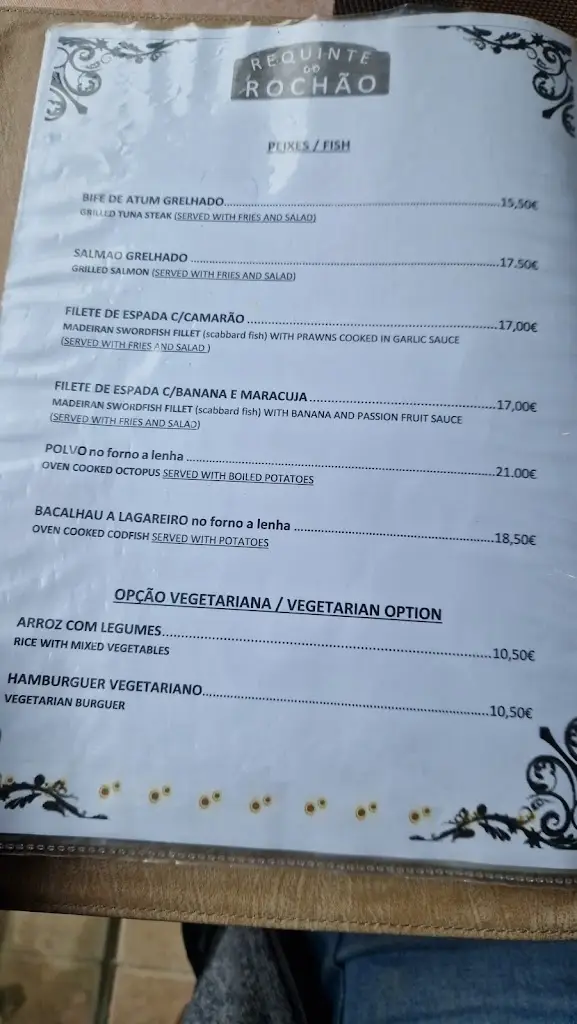 REQUINTE
DO
ROCHÃO
PEIXES / FISH
BIFE DE ATUM GRELHADO..........15,50€
GRILLED TUNA STEAK (SERVED WITH FRIES AND SALAD)
SALMAO GRELHADO ..........17.50€
GRILLED SALMON (SERVED WITH FRIES AND SALAD)
FILETE DE ESPADA C/CAMARÃO ..........17,00€
MADEIRAN SWORDFISH FILLET (scabbard fish) WITH PRAWNS COOKED IN GARLIC SAUCE
(SERVED WITH FRIES AND SALAD )
FILETE DE ESPADA C/BANANA E MARACUJA..........17,00€
MADEIRAN SWORDFISH FILLET (scabbard fish) WITH BANANA AND PASSION FRUIT SAUCE
(SERVED WITH FRIES AND SALAD)
POLVO no forno a lenha ..........21.00€
OVEN COOKED OCTOPUS SERVED WITH BOILED POTATOES
BACALHAU A LAGAREIRO no forno a lenha ..........18,50€
OVEN COOKED CODFISH SERVED WITH POTATOES
OPÇÃO VEGETARIANA / VEGETARIAN OPTION
ARROZ COM LEGUMES..........10,50€
RICE WITH MIXED VEGETABLES
HAMBURGUER VEGETARIANO..........10,50€
VEGETARIAN BURGUER